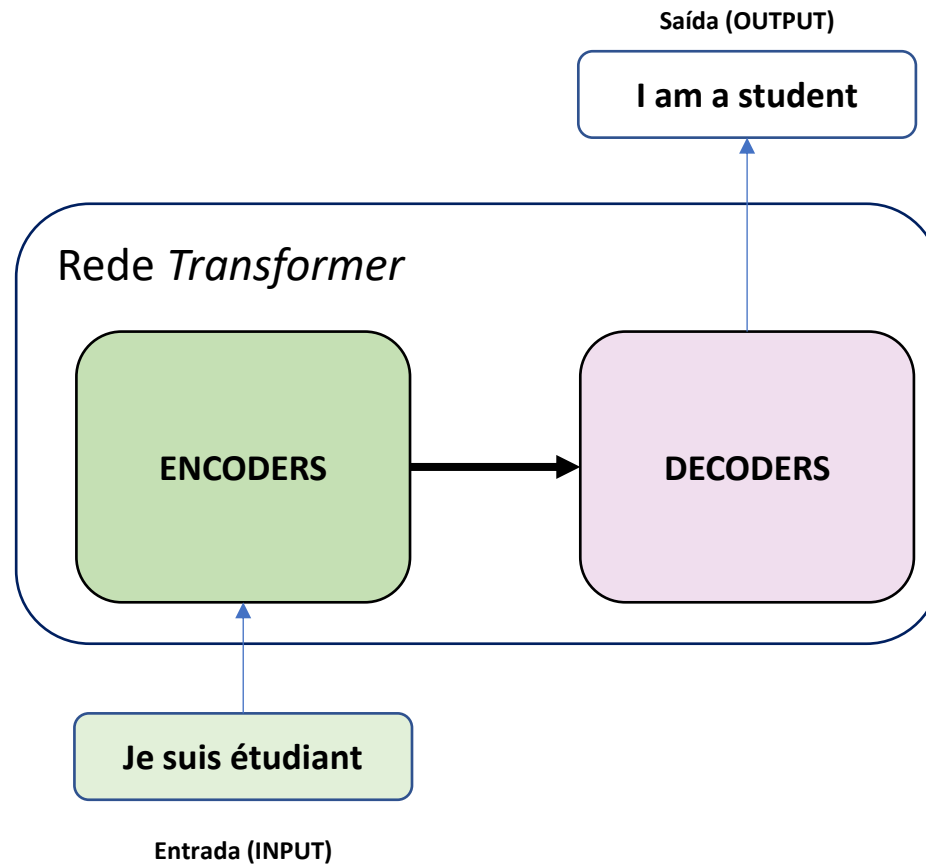 Saída (OUTPUT)
I am a student
Rede Transformer
ENCODERS
DECODERS
Je suis étudiant
Entrada (INPUT)